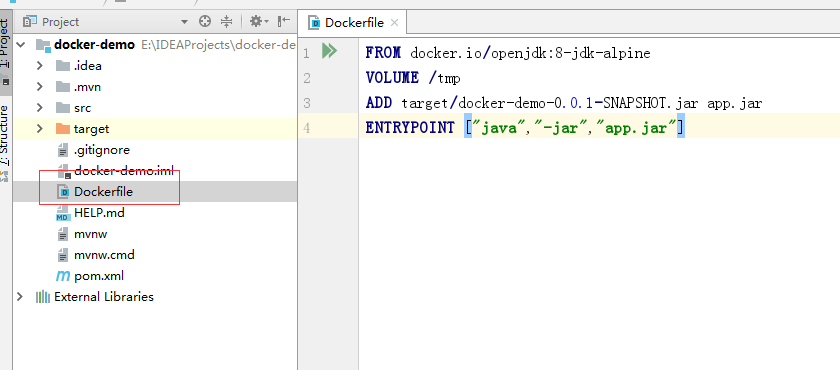 Project
Dockerfile
1: Project
7: Structure
docker-demo E:\IDEAProjects\docker-de
.idea
.mvn
src
target
.gitignore
docker-demo.iml
Dockerfile
HELP.md
mvnw
mvnw.cmd
pom.xml
External Libraries
1 FROM docker.io/openjdk:8-jdk-alpine
2 VOLUME /tmp
3 ADD target/docker-demo-0.0.1-SNAPSHOT.jar app.jar
4 ENTRYPOINT ["java","-jar","app.jar"]